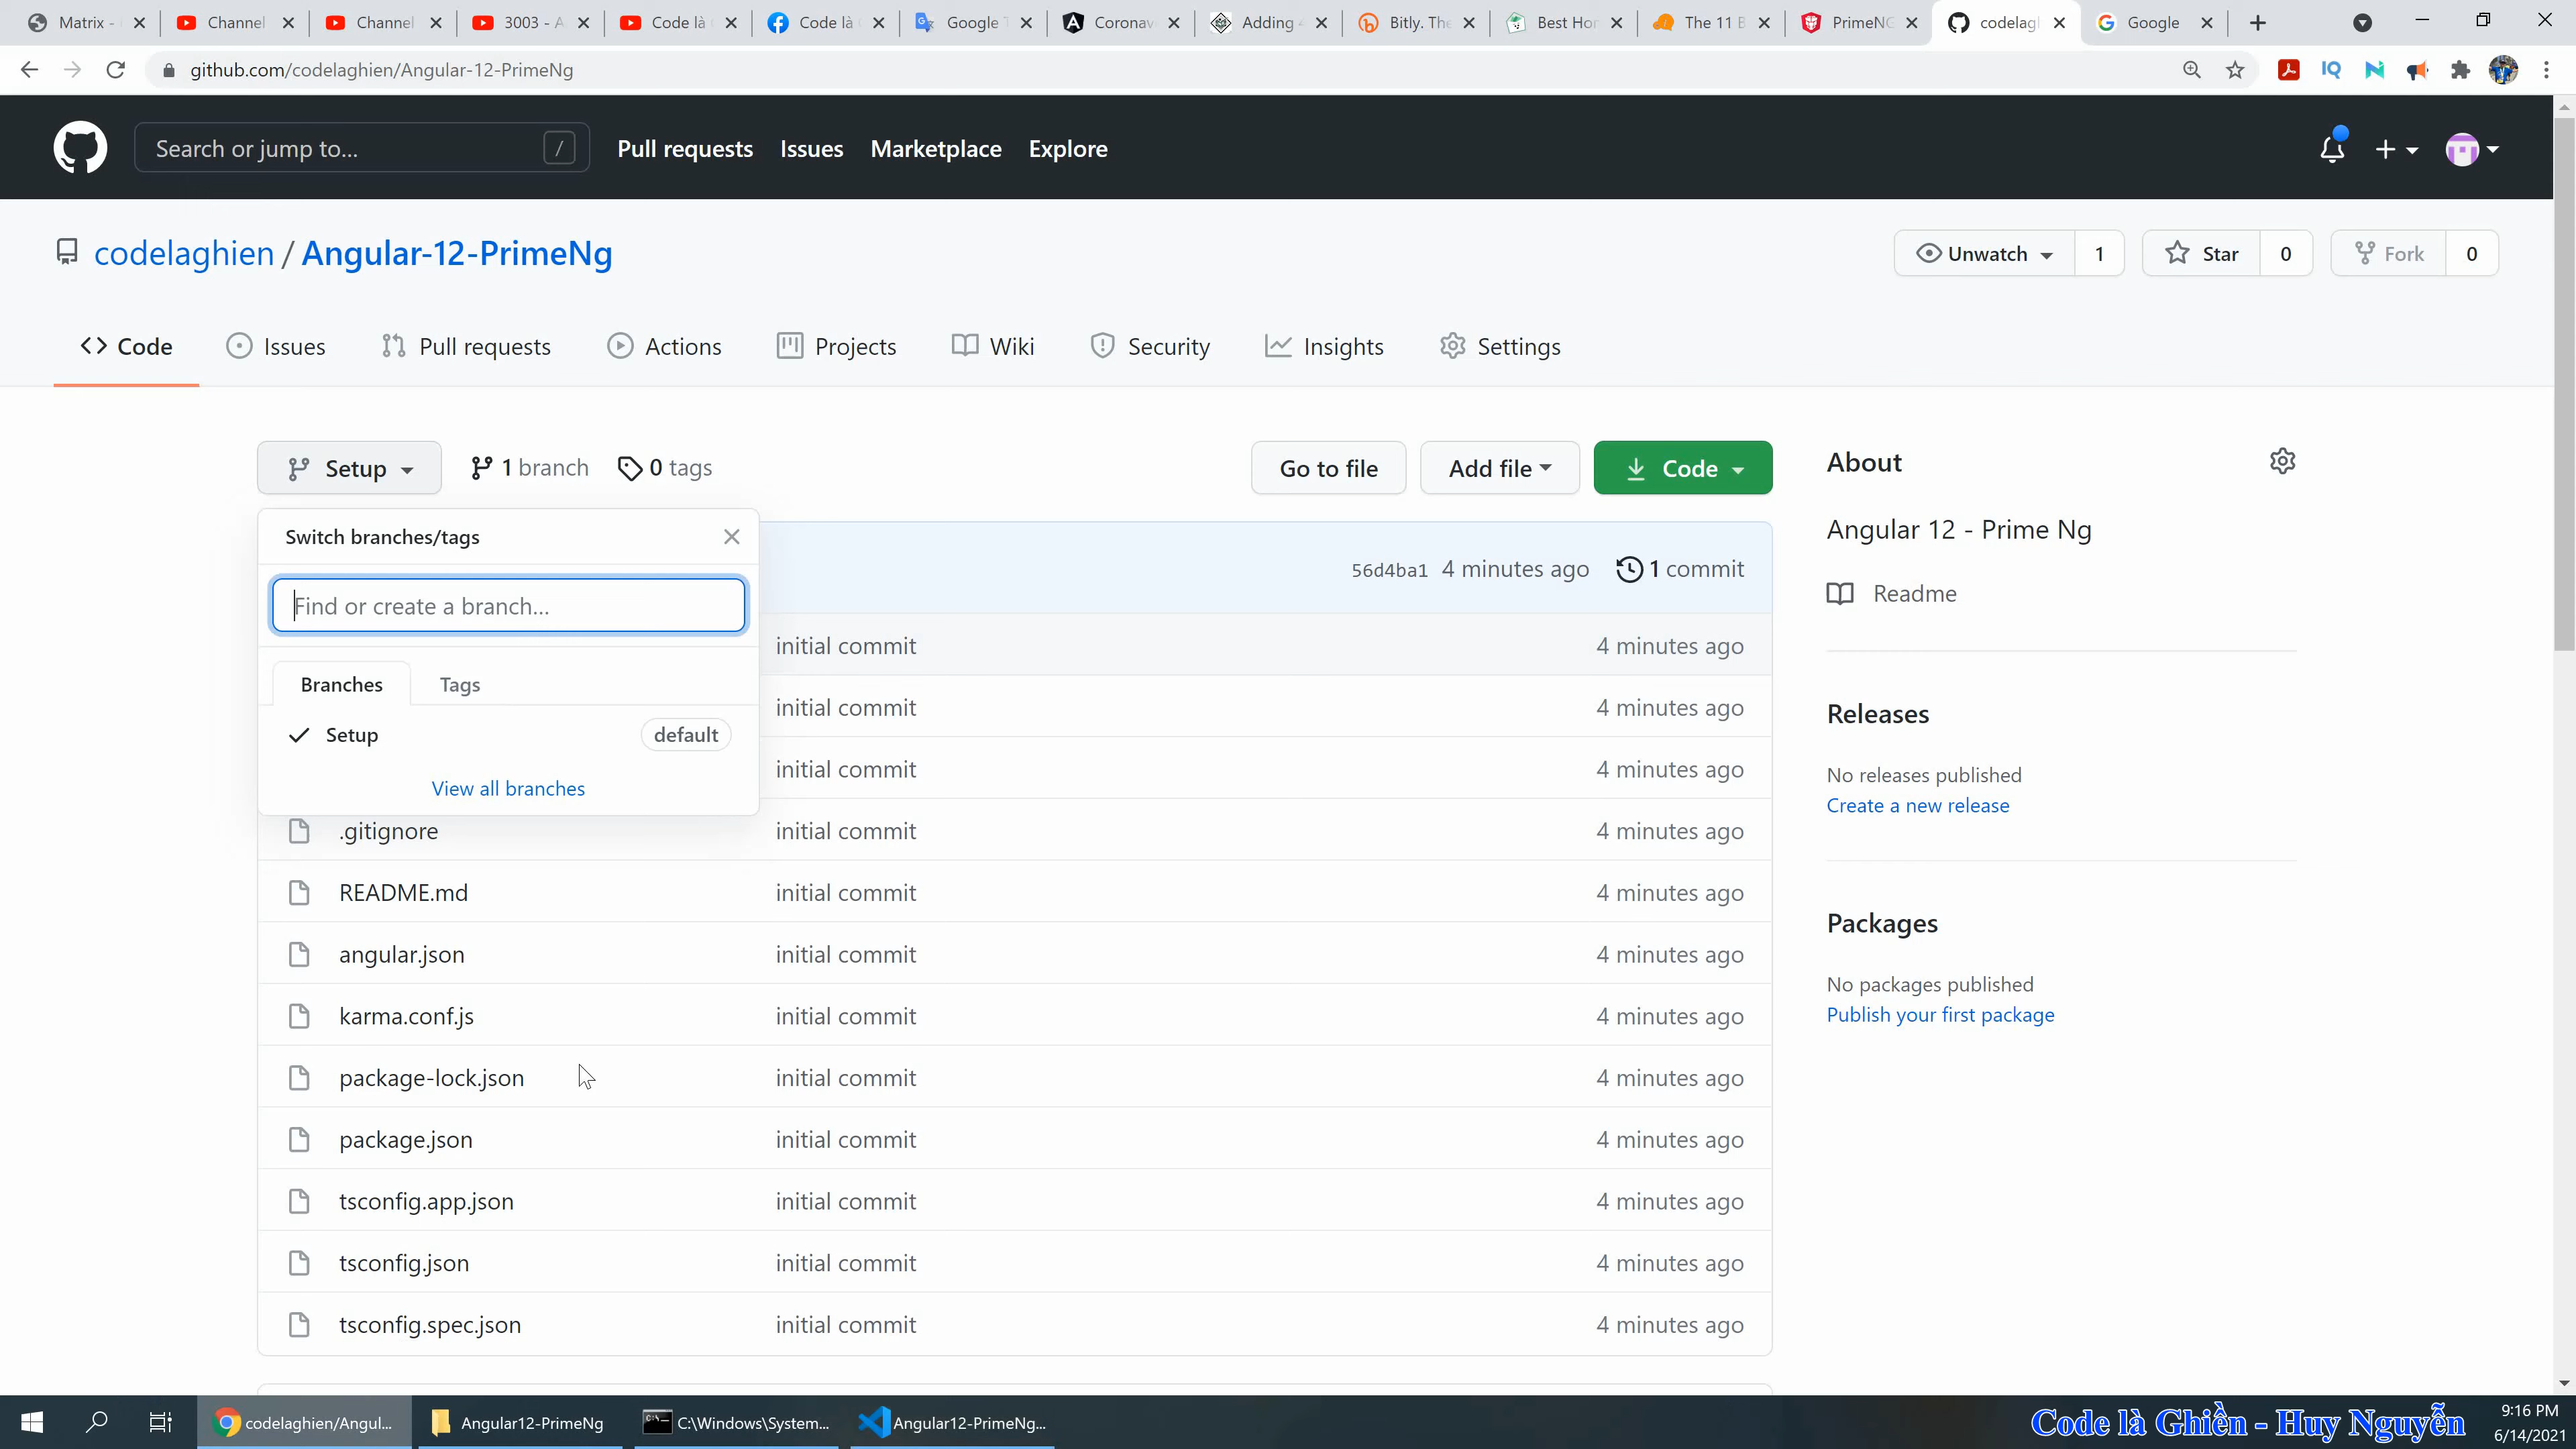 Matrix -
Channel
Channel
3003 - A
Code là
Code là
Google
Coronav
Adding
Bitly. The
Best Hor
The 11 B
PrimeNG
codelagh
Google
github.com/codelaghien/Angular-12-PrimeNg
Search or jump to...
/
Pull requests
Issues
Marketplace
Explore
codelaghien / Angular-12-PrimeNg
Unwatch
1
Star
0
Fork
0
Code
Issues
Pull requests
Actions
Projects
Wiki
Security
Insights
Settings
Setup
1 branch
0 tags
Go to file
Add file
Code
Switch branches/tags
Find or create a branch...
Branches
Tags
Setup
default
View all branches
56d4ba1 4 minutes ago
1 commit
initial commit 4 minutes ago
initial commit 4 minutes ago
initial commit 4 minutes ago
.gitignore initial commit 4 minutes ago
README.md initial commit 4 minutes ago
angular.json initial commit 4 minutes ago
karma.conf.js initial commit 4 minutes ago
package-lock.json initial commit 4 minutes ago
package.json initial commit 4 minutes ago
tsconfig.app.json initial commit 4 minutes ago
tsconfig.json initial commit 4 minutes ago
tsconfig.spec.json initial commit 4 minutes ago
About
Angular 12 - Prime Ng
Readme
Releases
No releases published
Create a new release
Packages
No packages published
Publish your first package
codelaghien/Angul...
Angular12-PrimeNg
C:\Windows\System...
Angular12-PrimeNg...
Code là Ghiền - Huy Nguyễn
9:16 PM
6/14/2021